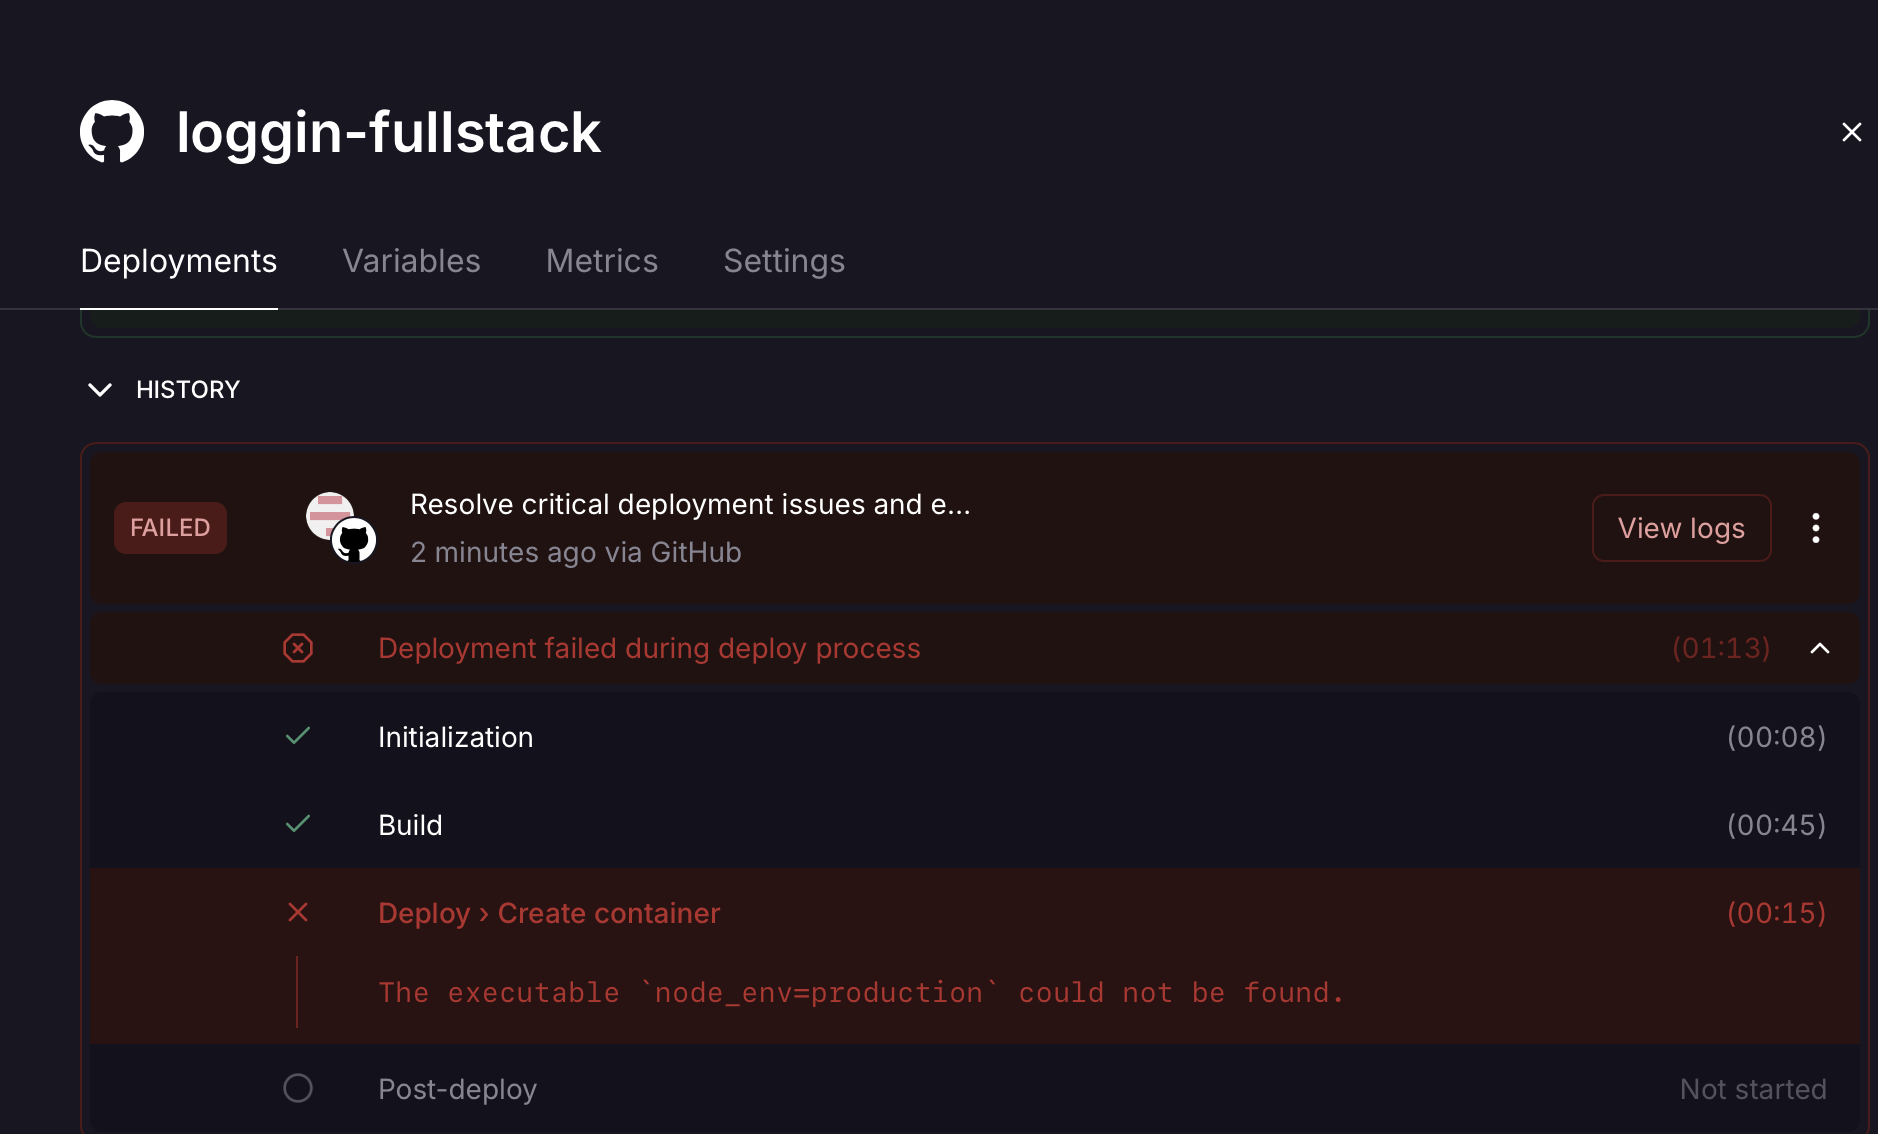 loggin-fullstack
Deployments Variables Metrics Settings
HISTORY
FAILED
Resolve critical deployment issues and e...
2 minutes ago via GitHub
View logs
Deployment failed during deploy process (01:13)
Initialization (00:08)
Build (00:45)
Deploy › Create container (00:15)
The executable `node_env=production` could not be found.
Post-deploy Not started